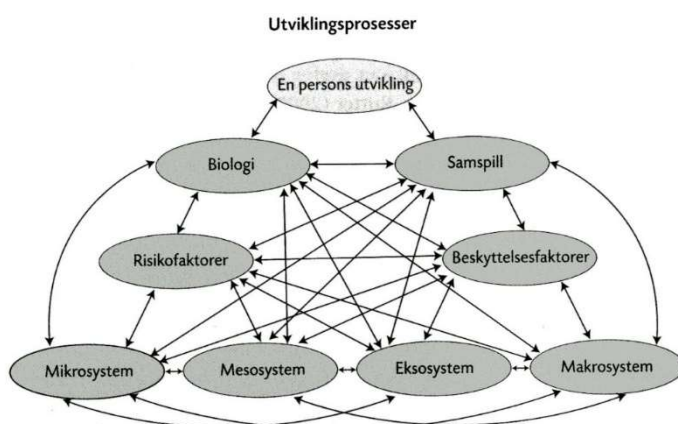 Utviklingsprosesser
En persons utvikling
Biologi
Samspill
Risikofaktorer
Beskyttelsesfaktorer
Mikrosystem
Mesosystem
Eksosystem
Makrosystem